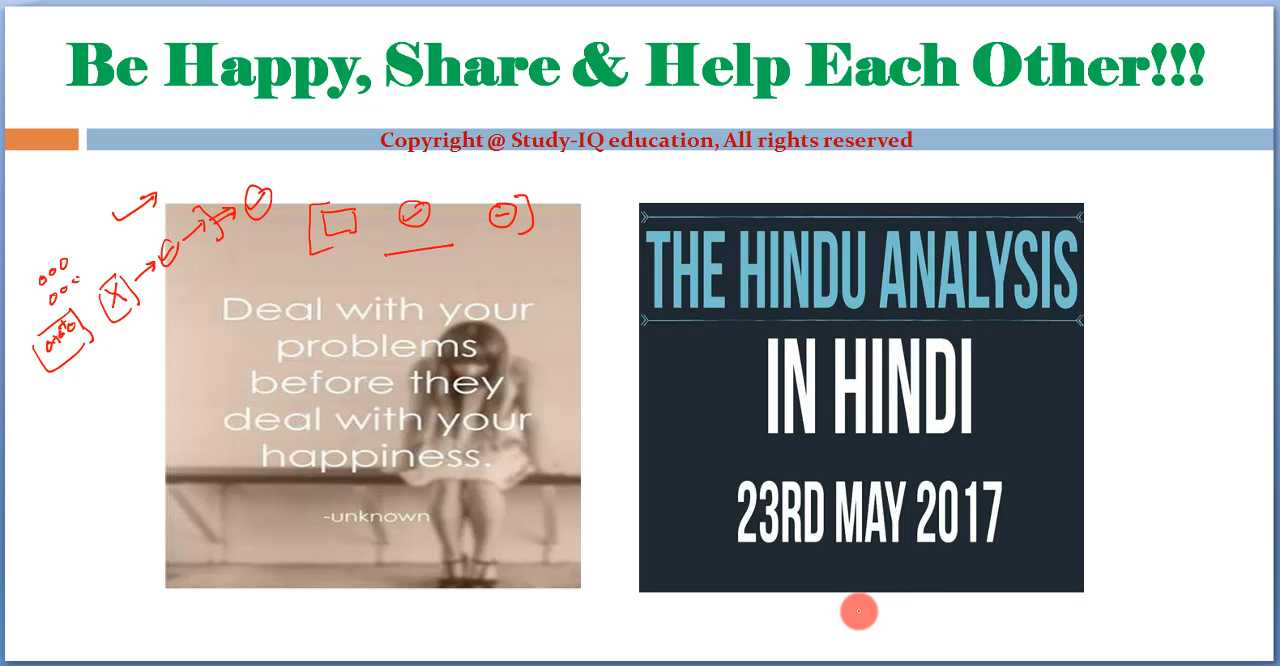 Be Happy, Share & Help Each Other!!!
Copyright @ Study-IQ education, All rights reserved
Deal with your
problems
before they
deal with your
happiness.
-unknown
THE HINDU ANALYSIS
IN HINDI
23RD MAY 2017